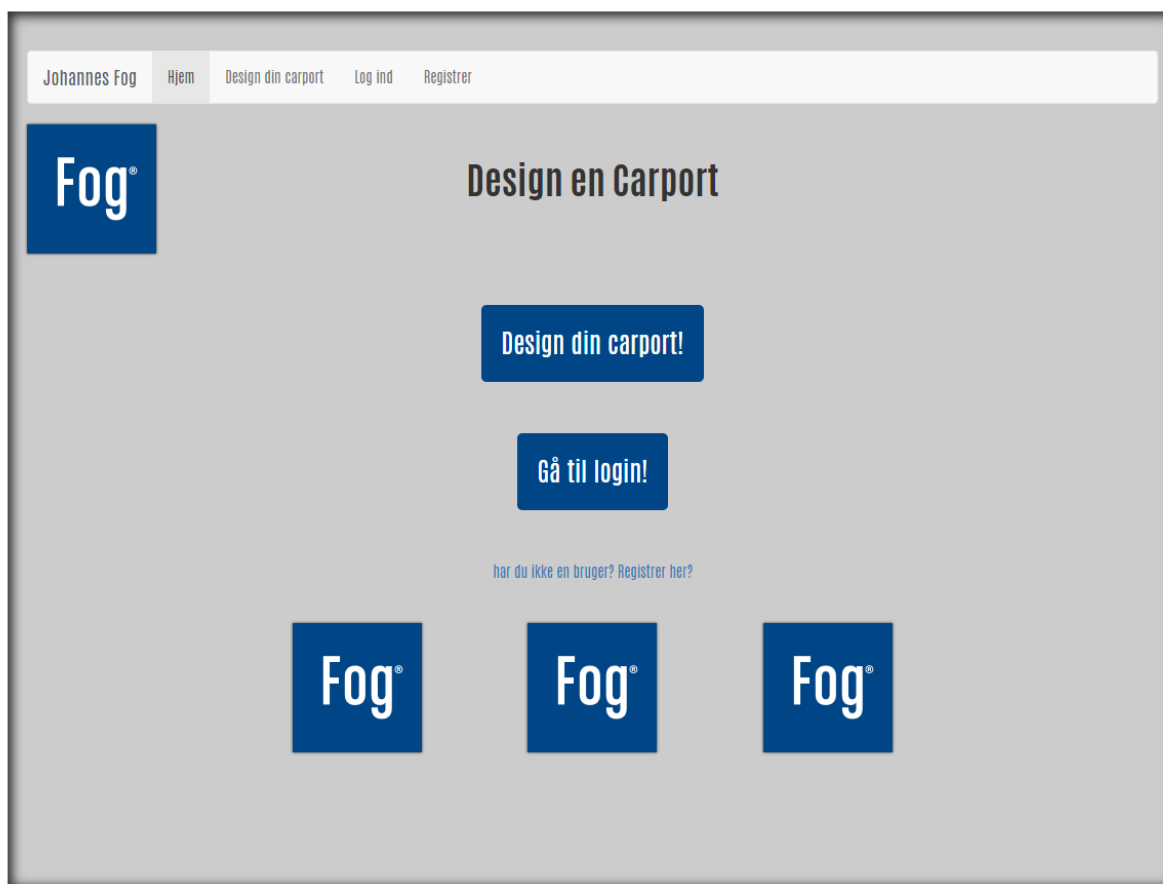 Johannes Fog Hjem Design din carport Log ind Registrer
Fog®
Design en Carport
Design din carport!
Gå til login!
har du ikke en bruger? Registrer her?
Fog® Fog® Fog®